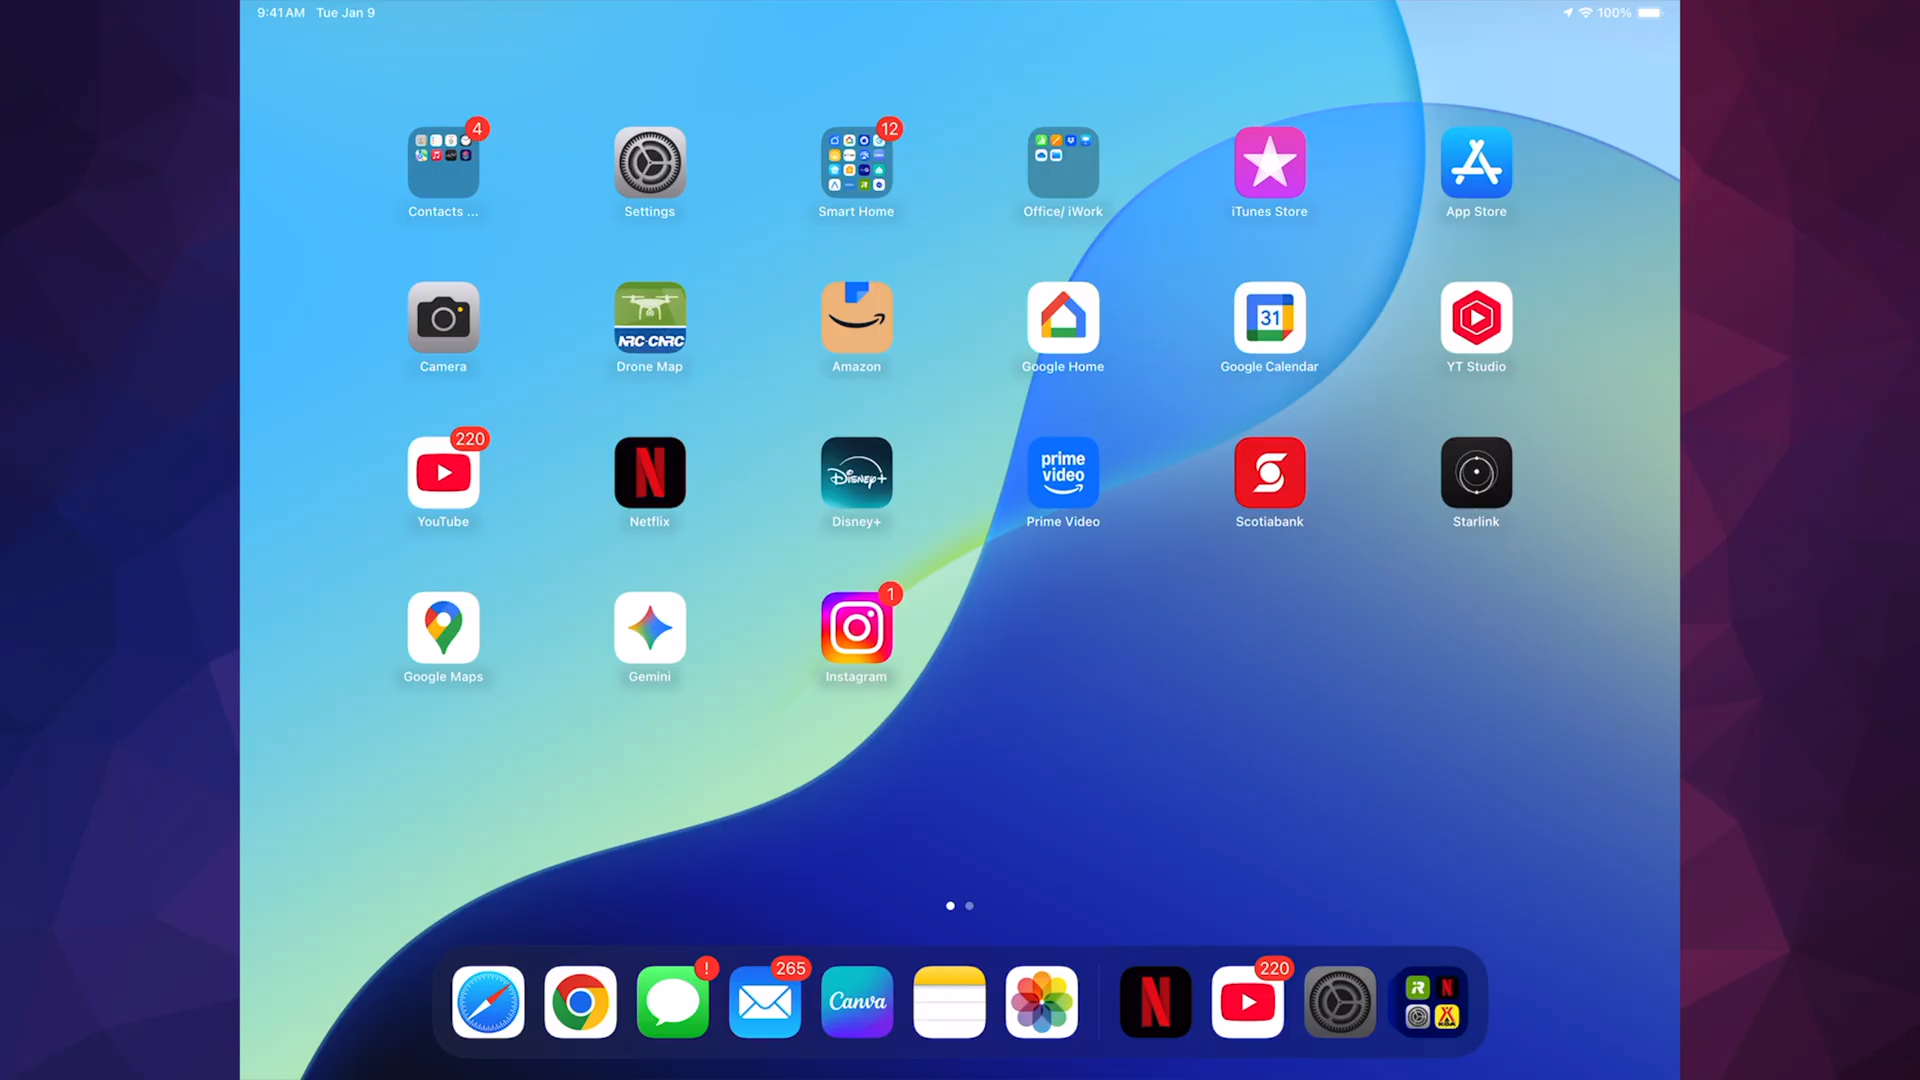 9:41 AM Tue Jan 9
100%
4
12
Contacts ...
Settings
Smart Home
Office/ iWork
iTunes Store
App Store
31
NRC·CNRC
Camera
Drone Map
Amazon
Google Home
Google Calendar
YT Studio
220
N
Disney+
prime
video
S
YouTube
Netflix
Disney+
Prime Video
Scotiabank
Starlink
1
Google Maps
Gemini
Instagram
!
265
220
Canva
N
R
N
KOA